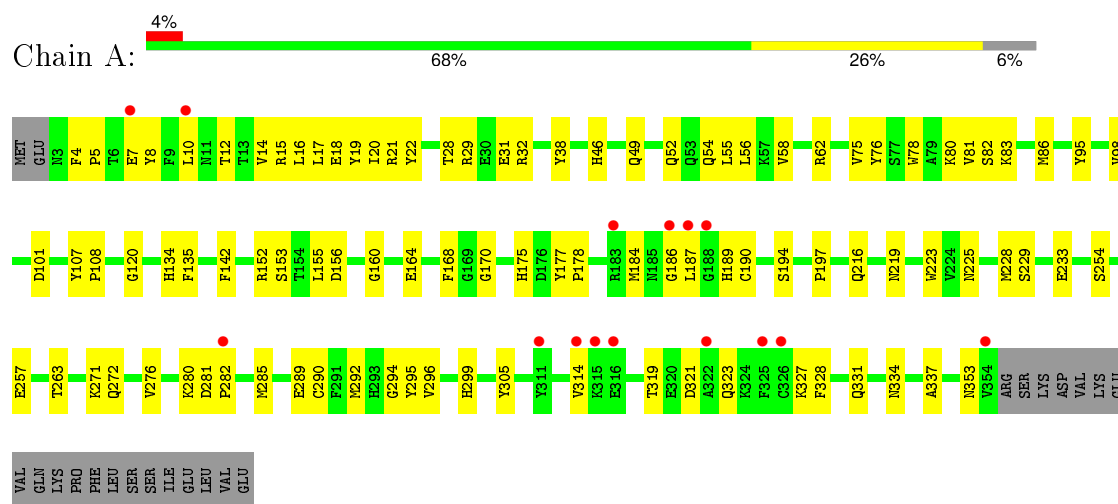 4%
Chain A:
68% 26% 6%
MET GLU N3 F4 P5 T6 E7 Y8 F9 L10 N11 T12 T13 V14 R15 L16 L17 E18 Y19 I20 R21 Y22 T28 R29 E30 E31 R32 Y38 H46 Q49 Q52 Q53 Q54 L55 L56 K57 V58 R62 V75 Y76 S77 W78 A79 K80 V81 S82 K83 M86 Y95 V98
D101 Y107 P108 G120 H134 F135 F142 R152 S153 T154 L155 D156 G160 E164 F168 G169 G170 H175 D176 Y177 P178 R183 M184 N185 G186 L187 G188 H189 C190 S194 P197 Q216 N219 W223 V224 N225 M228 S229 E233 S254
E257 T263 K271 Q272 V276 K280 D281 P282 M285 E289 C290 F291 M292 H293 G294 Y295 V296 H299 Y305 Y311 V314 K315 E316 T319 E320 D321 A322 Q323 K324 F325 C326 K327 F328 Q331 N334 A337 N353 V354 ARG SER LYS ASP VAL LYS GLU
VAL GLN LYS PRO PHE LEU SER SER ILE GLU LEU LEU VAL GLU